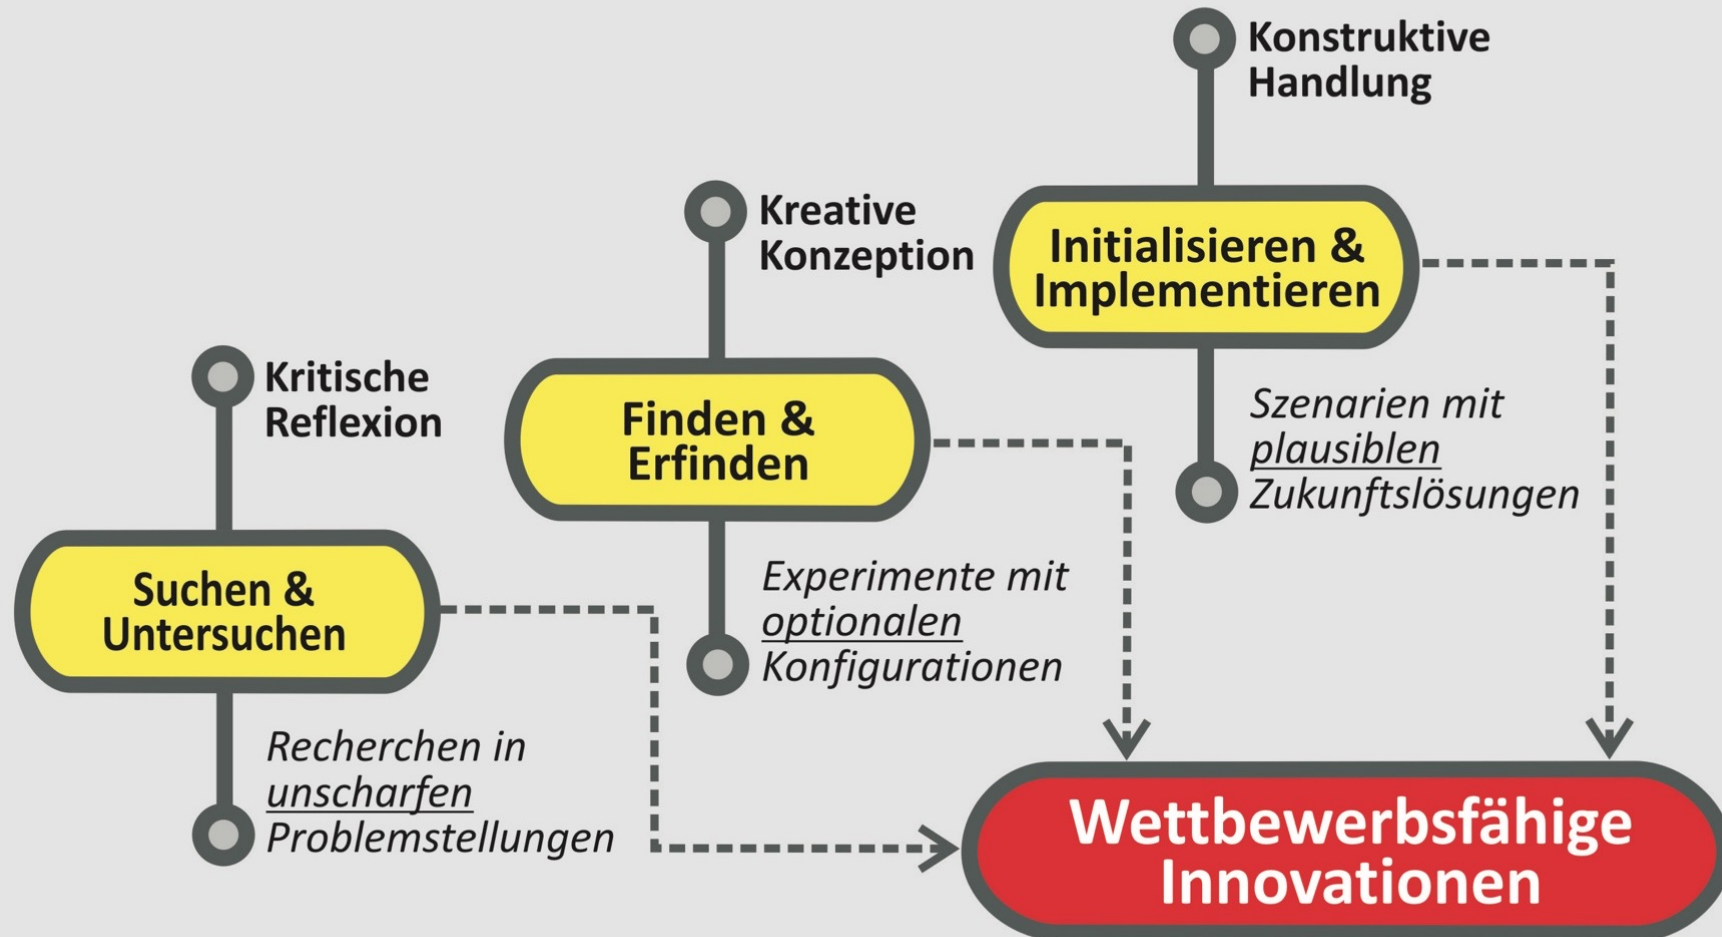 Kritische
Reflexion
Suchen &
Untersuchen
Recherchen in
unscharfen
Problemstellungen
Kreative
Konzeption
Finden &
Erfinden
Experimente mit
optionalen
Konfigurationen
Konstruktive
Handlung
Initialisieren &
Implementieren
Szenarien mit
plausiblen
Zukunftslösungen
Wettbewerbsfähige
Innovationen